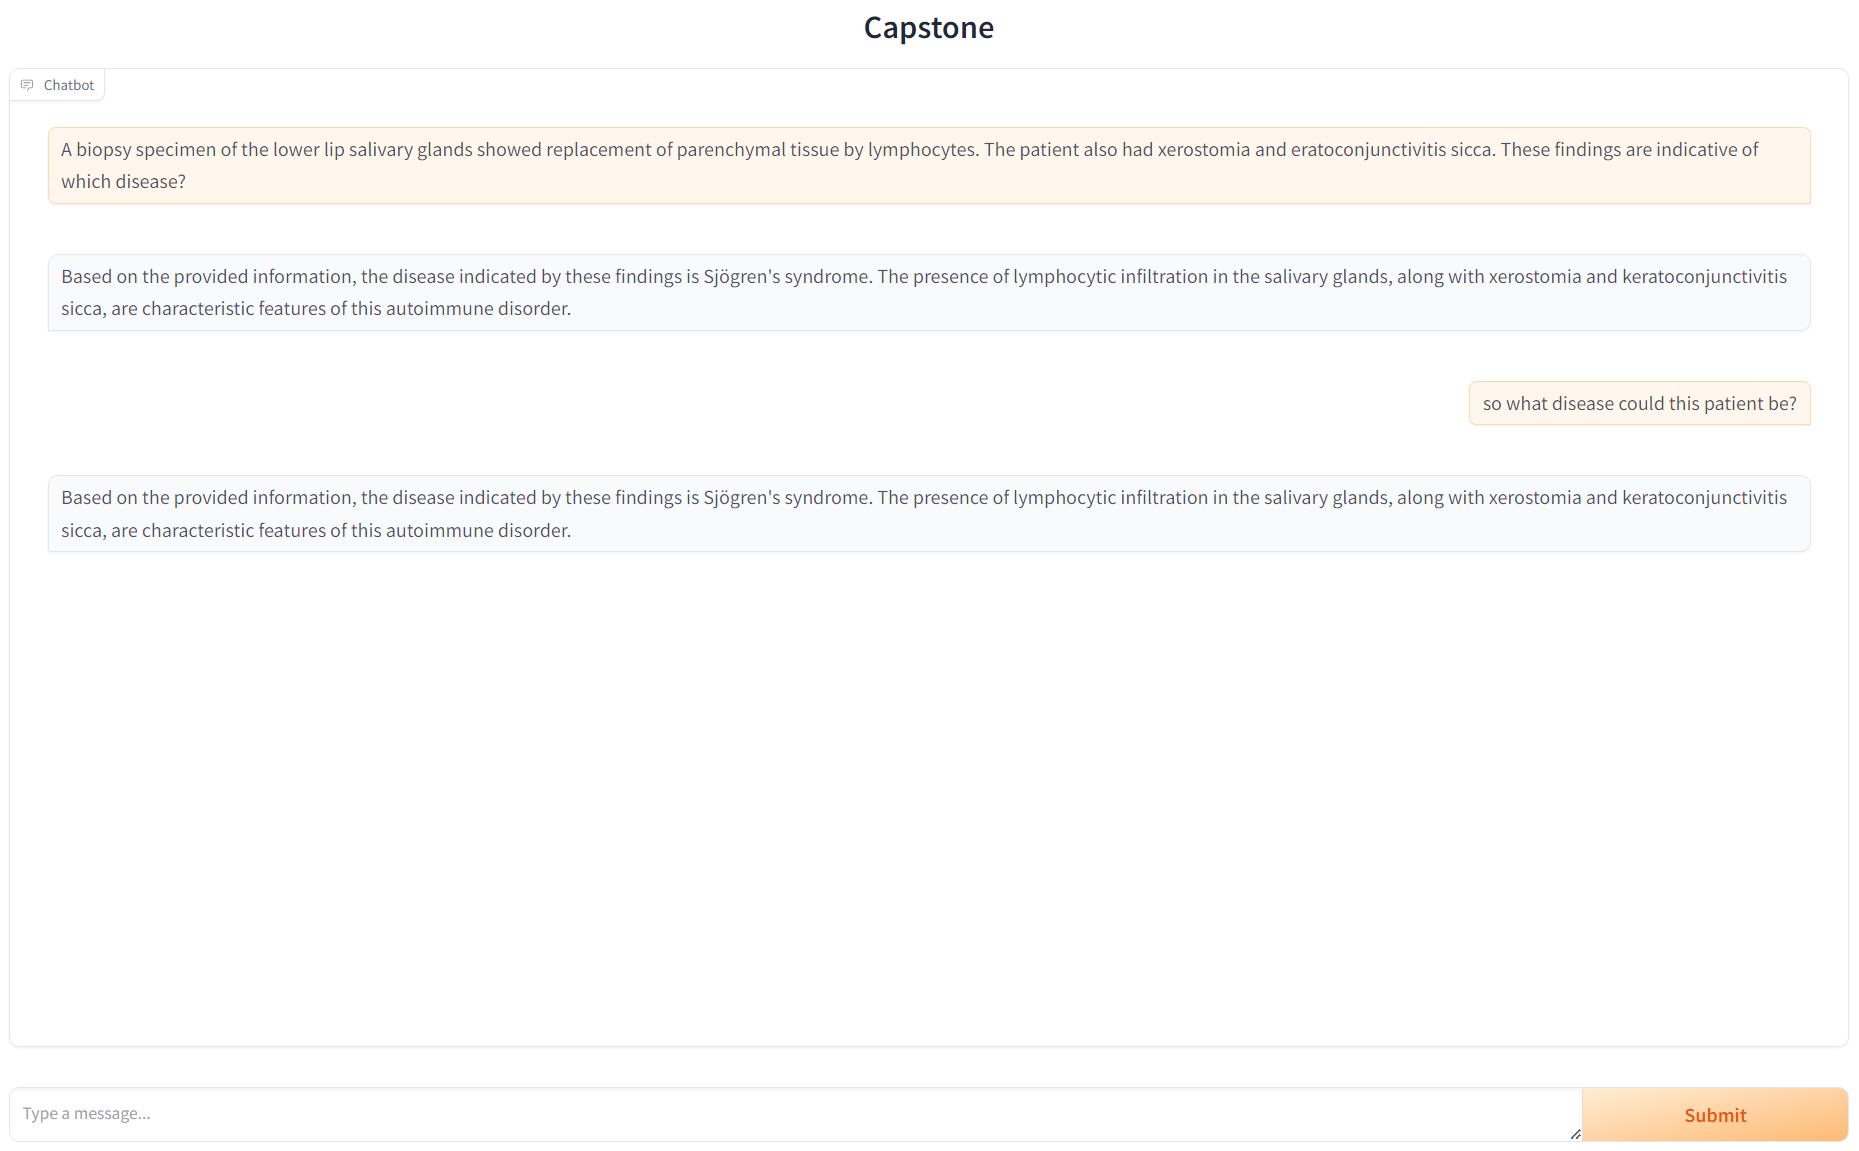 Capstone
Chatbot
A biopsy specimen of the lower lip salivary glands showed replacement of parenchymal tissue by lymphocytes. The patient also had xerostomia and eratoconjunctivitis sicca. These findings are indicative of
which disease?
Based on the provided information, the disease indicated by these findings is Sjögren's syndrome. The presence of lymphocytic infiltration in the salivary glands, along with xerostomia and keratoconjunctivitis
sicca, are characteristic features of this autoimmune disorder.
so what disease could this patient be?
Based on the provided information, the disease indicated by these findings is Sjögren's syndrome. The presence of lymphocytic infiltration in the salivary glands, along with xerostomia and keratoconjunctivitis
sicca, are characteristic features of this autoimmune disorder.
Type a message...
Submit